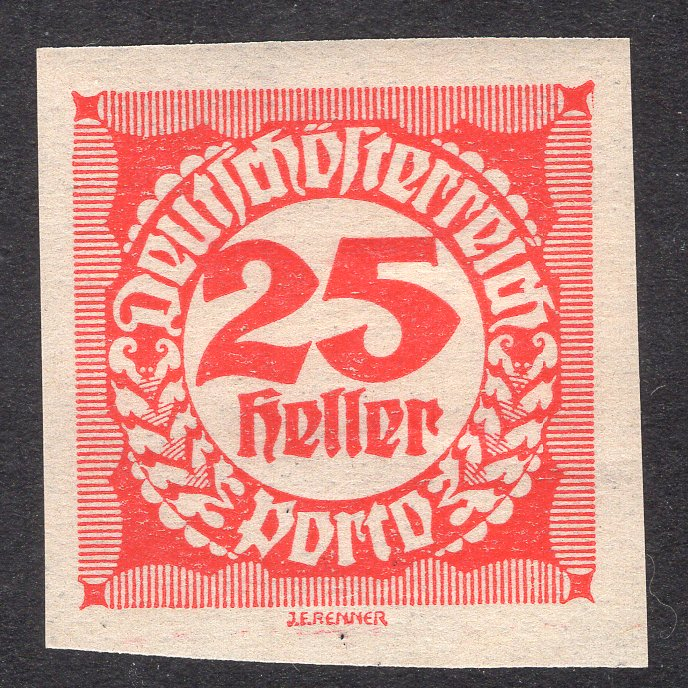 Deutschösterreich
25
heller
porto
J.F.RENNER